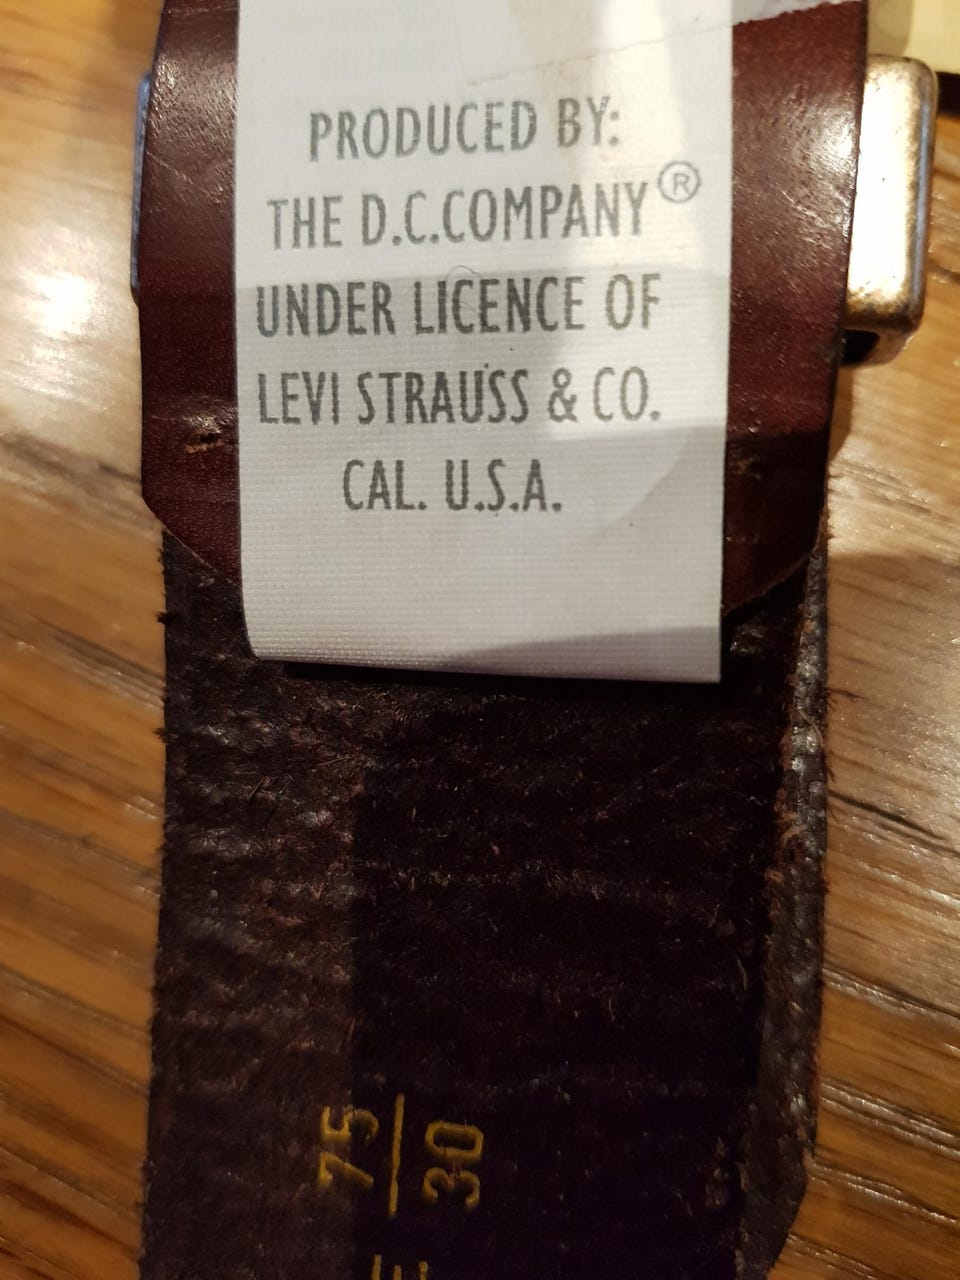 PRODUCED BY:
THE D.C.COMPANY®
UNDER LICENCE OF
LEVI STRAUSS & CO.
CAL. U.S.A.
75
30